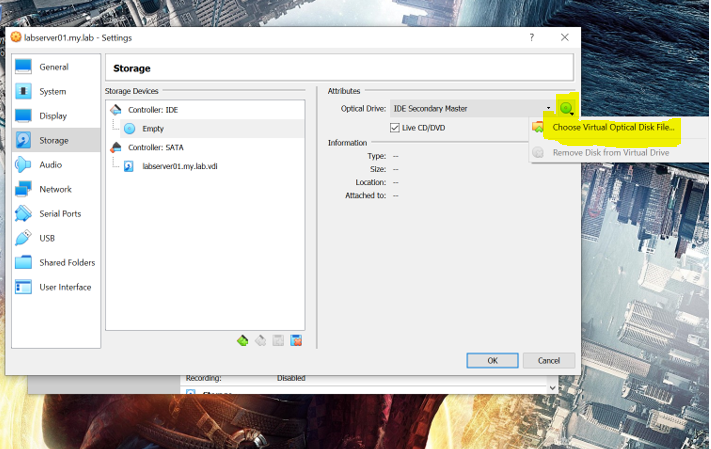 labserver01.my.lab - Settings
?
General
System
Display
Storage
Audio
Network
Serial Ports
USB
Shared Folders
User Interface
Storage
Storage Devices
Controller: IDE
Empty
Controller: SATA
labserver01.my.lab.vdi
Attributes
Optical Drive: IDE Secondary Master
Live CD/DVD
Information
Type: --
Size: --
Location: --
Attached to: --
Choose Virtual Optical Disk File...
Remove Disk from Virtual Drive
OK Cancel
Recording: Disabled